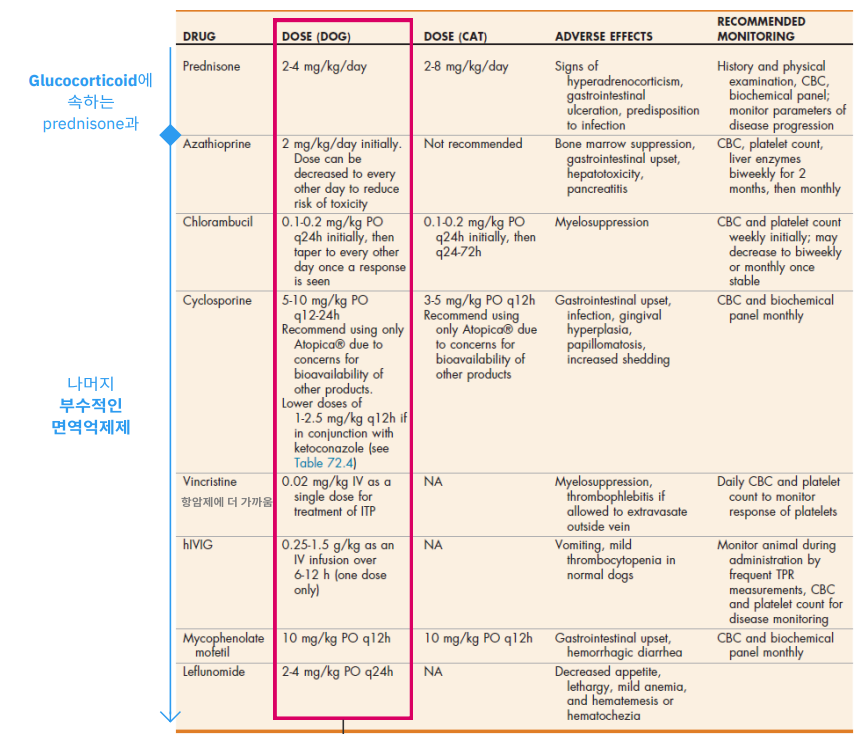 Glucocorticoid에
속하는
prednisone과
나머지
부수적인
면역억제제
DRUG
DOSE (DOG)
DOSE (CAT)
ADVERSE EFFECTS
RECOMMENDED
MONITORING
Prednisone
2-4 mg/kg/day
2-8 mg/kg/day
Signs of
hyperadrenocorticism,
gastrointestinal
ulceration, predisposition
to infection
History and physical
examination, CBC,
biochemical panel;
monitor parameters of
disease progression
Azathioprine
2 mg/kg/day initially.
Dose can be
decreased to every
other day to reduce
risk of toxicity
Not recommended
Bone marrow suppression,
gastrointestinal upset,
hepatotoxicity,
pancreatitis
CBC, platelet count,
liver enzymes
biweekly for 2
months, then monthly
Chlorambucil
0.1-0.2 mg/kg PO
q24h initially, then
taper to every other
day once a response
is seen
0.1-0.2 mg/kg PO
q24h initially, then
q24-72h
Myelosuppression
CBC and platelet count
weekly initially; may
decrease to biweekly
or monthly once
stable
Cyclosporine
5-10 mg/kg PO
q12-24h
Recommend using only
Atopica® due to
concerns for
bioavailability of
other products.
Lower doses of
1-2.5 mg/kg q12h if
in conjunction with
ketoconazole (see
Table 72.4)
3-5 mg/kg PO q12h
Recommend using
only Atopica® due
to concerns for
bioavailability of
other products
Gastrointestinal upset,
infection, gingival
hyperplasia,
papillomatosis,
increased shedding
CBC and biochemical
panel monthly
Vincristine
항암제에 더 가까움
0.02 mg/kg IV as a
single dose for
treatment of ITP
NA
Myelosuppression,
thrombophlebitis if
allowed to extravasate
outside vein
Daily CBC and platelet
count to monitor
response of platelets
hIVIG
0.25-1.5 g/kg as an
IV infusion over
6-12 h (one dose
only)
NA
Vomiting, mild
thrombocytopenia in
normal dogs
Monitor animal during
administration by
frequent TPR
measurements, CBC
and platelet count for
disease monitoring
Mycophenolate
mofetil
10 mg/kg PO q12h
10 mg/kg PO q12h
Gastrointestinal upset,
hemorrhagic diarrhea
CBC and biochemical
panel monthly
Leflunomide
2-4 mg/kg PO q24h
NA
Decreased appetite,
lethargy, mild anemia,
and hematemesis or
hematochezia